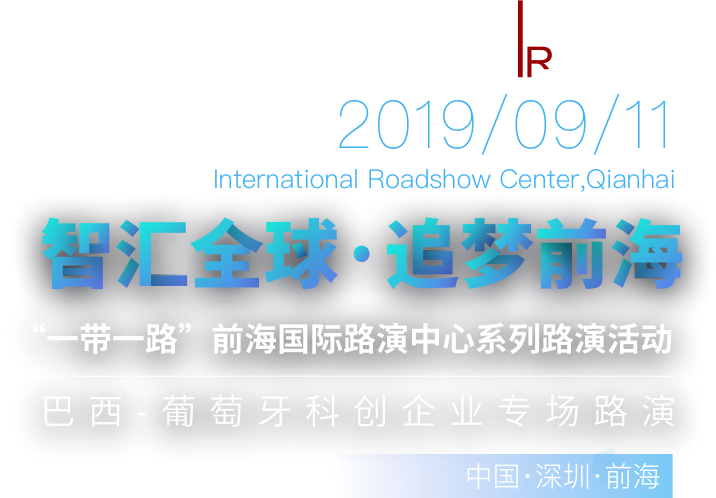 IR
2019/09/11
International Roadshow Center,Qianhai
智汇全球·追梦前海
“一带一路”前海国际路演中心系列路演活动
巴西-葡萄牙科创企业专场路演
中国·深圳·前海